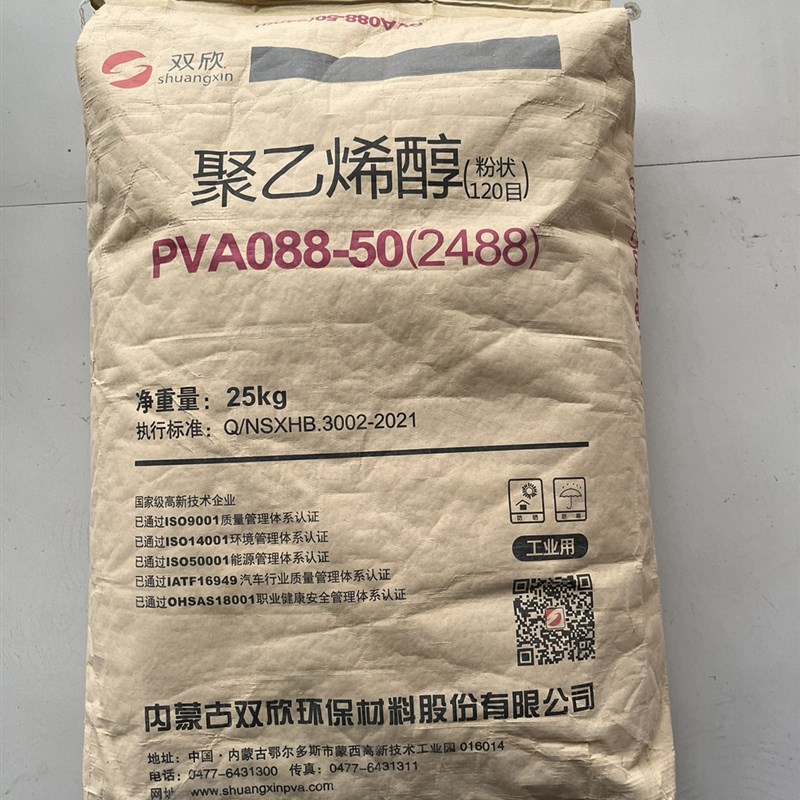 PVA088-50
双欣
shuangxin
聚乙烯醇(粉状120目)
PVA088-50(2488)
净重量：25kg
执行标准：Q/NSXHB.3002-2021
国家级高新技术企业
已通过ISO9001质量管理体系认证
已通过ISO14001环境管理体系认证
已通过ISO50001能源管理体系认证
已通过IATF16949汽车行业质量管理体系认证
已通过OHSAS18001职业健康安全管理体系认证
防晒
工业用
内蒙古双欣环保材料股份有限公司
地址：中国·内蒙古鄂尔多斯市蒙西高新技术工业园 016014
电话：0477-6431300 传真：0477-6431311
网址 www.shuangxinpva.com